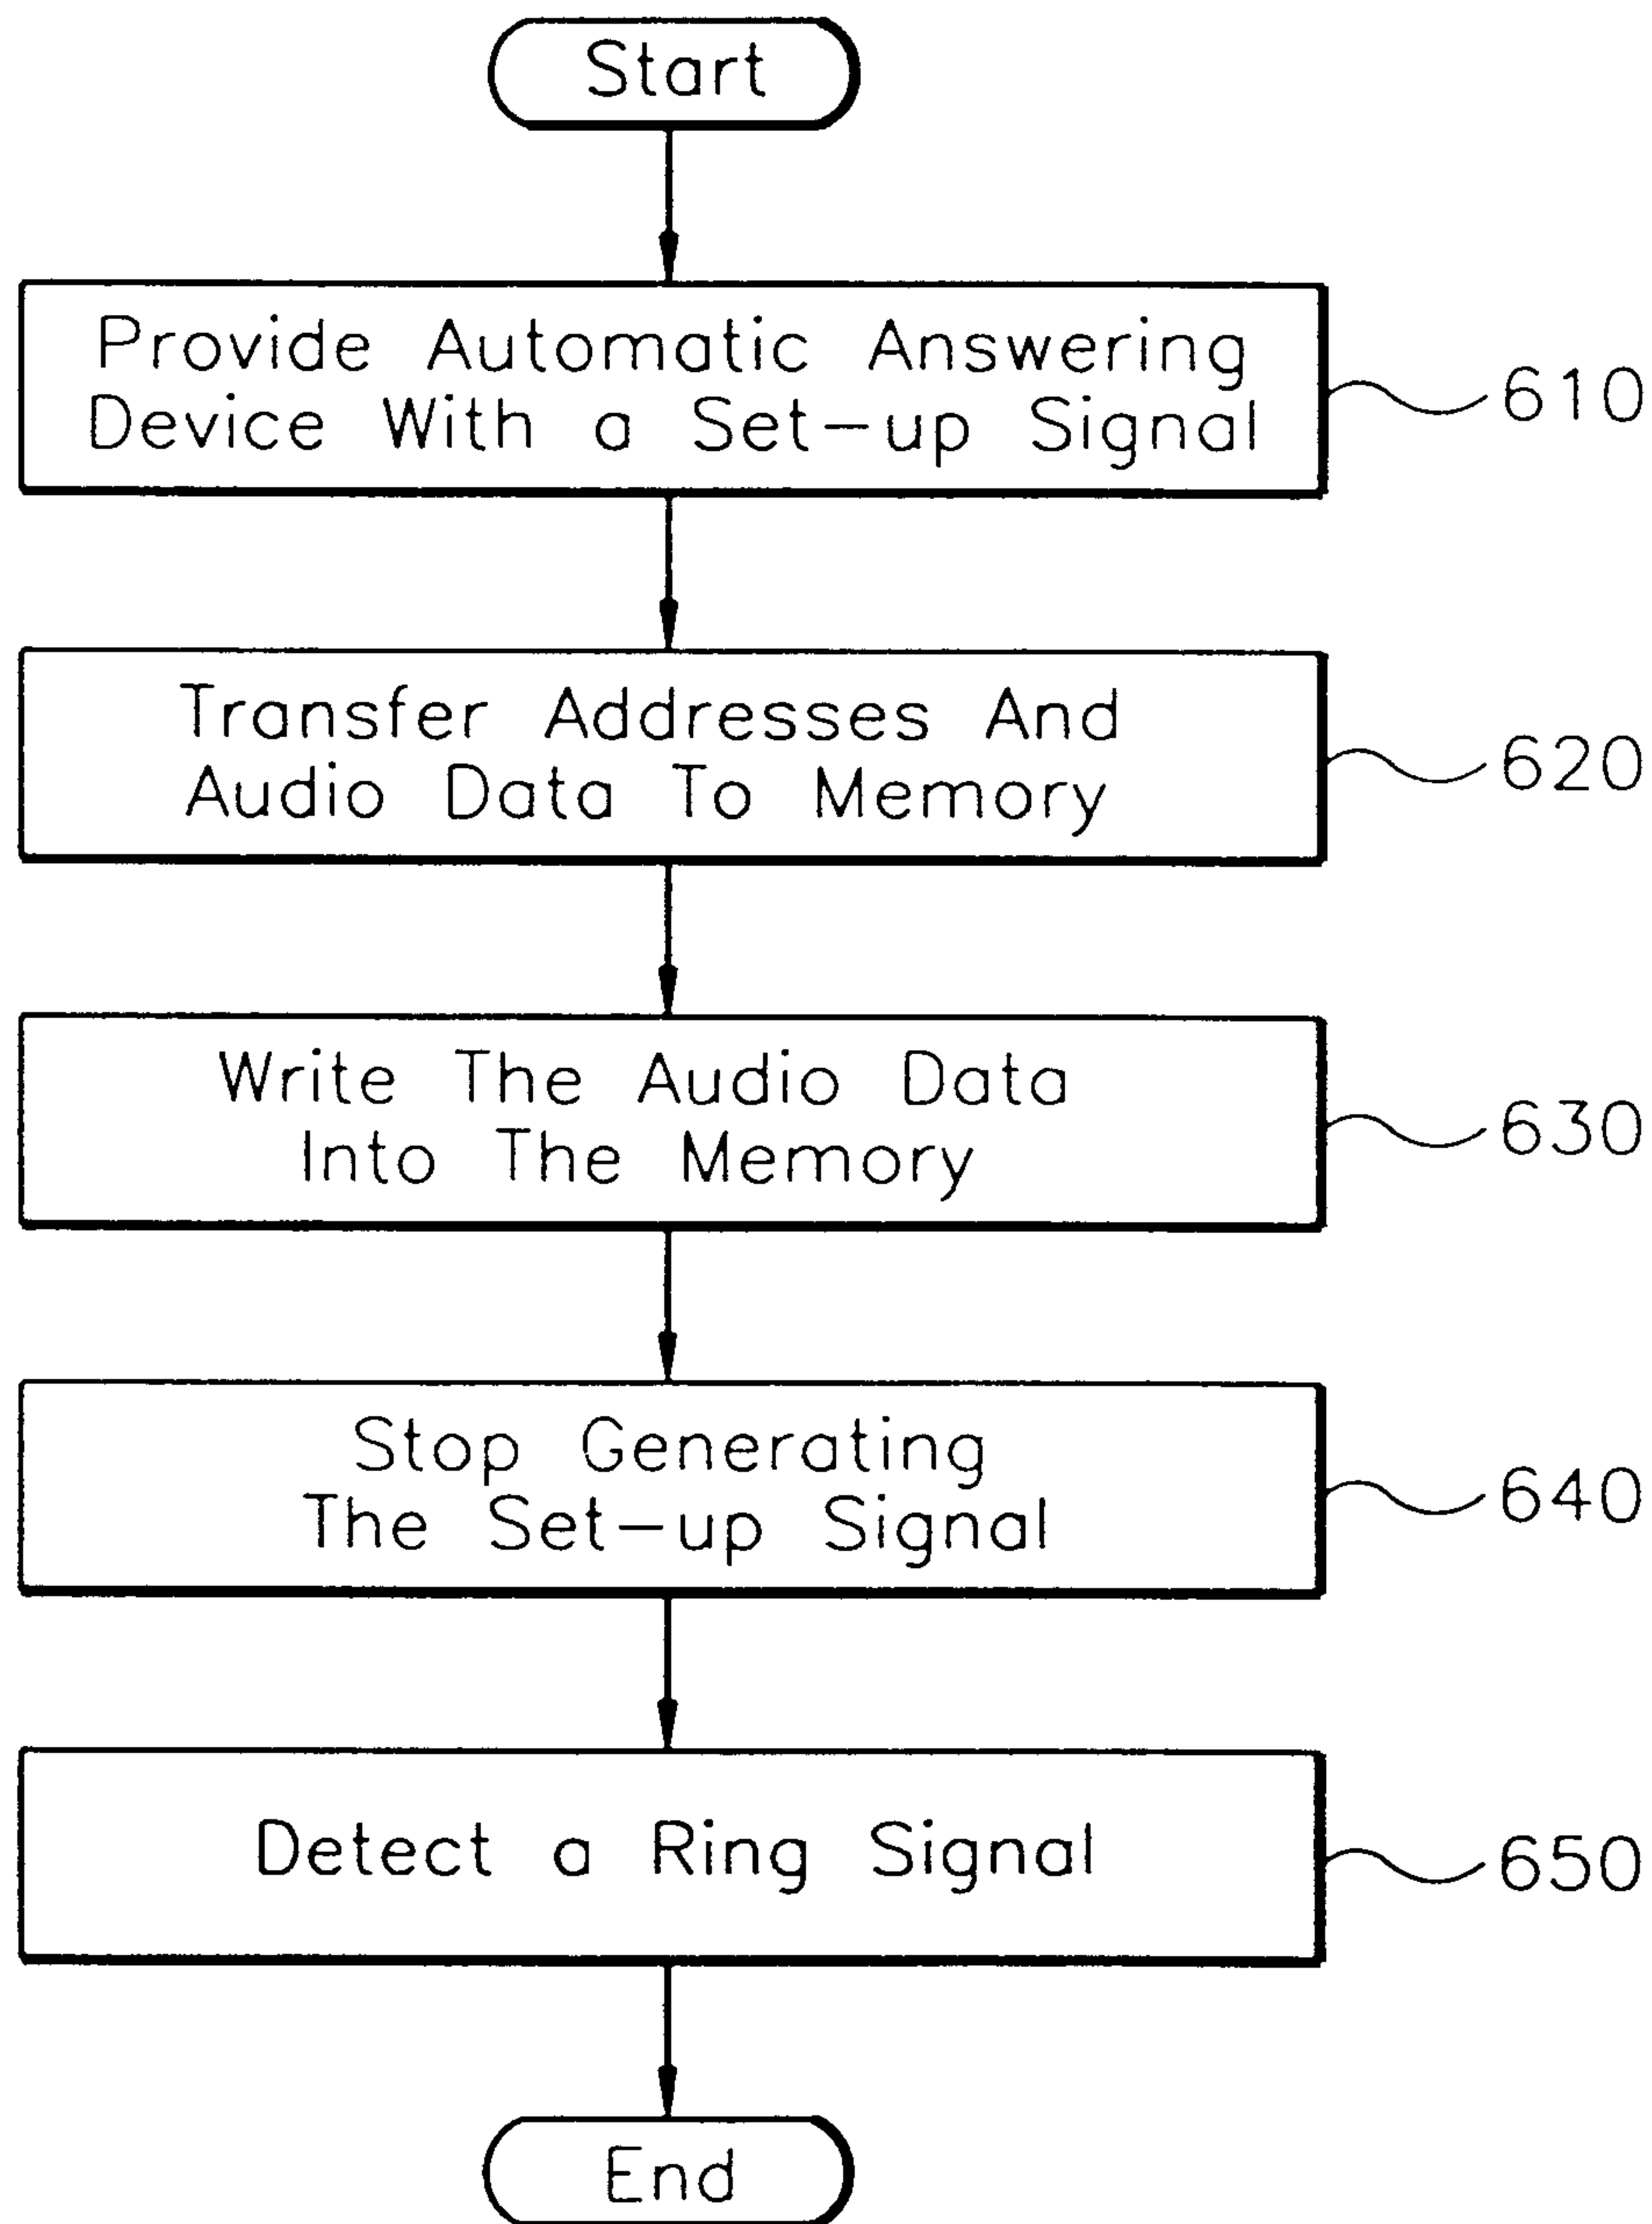 Start
Provide Automatic Answering
Device With a Set-up Signal
610
Transfer Addresses And
Audio Data To Memory
620
Write The Audio Data
Into The Memory
630
Stop Generating
The Set-up Signal
640
Detect a Ring Signal
650
End